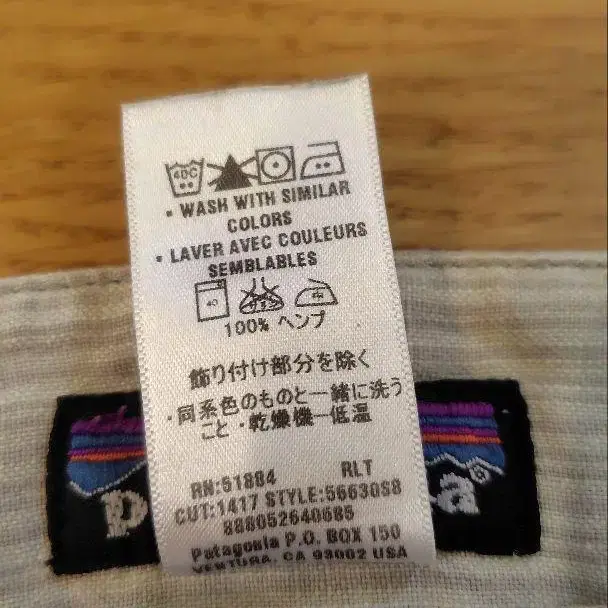 40C
• WASH WITH SIMILAR
COLORS
• LAVER AVEC COULEURS
SEMBLABLES
40
100% ヘンプ
飾り付け部分を除く
・同系色のものと一緒に洗う
こと・乾燥機一低温
RN:51884 RLT
CUT:1417 STYLE:56630S8
888052640685
Patagonia P.O. BOX 150
VENTURA, CA 93002 USA
p a